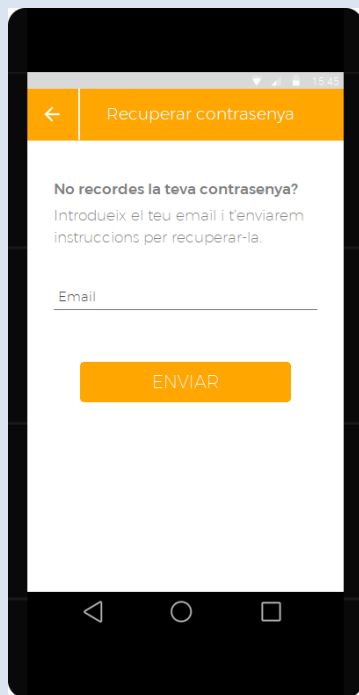 15:45
Recuperar contrasenya
No recordes la teva contrasenya?
Introdueix el teu email i t'enviarem
instruccions per recuperar-la.
Email
ENVIAR